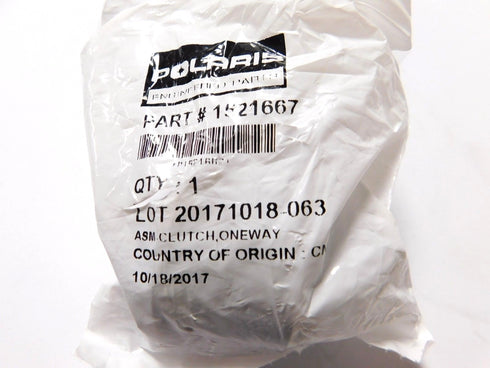 POLARIS
ENGINEERED PARTS
PART # 1521667
QTY : 1
LOT 20171018-063
ASM-CLUTCH,ONEWAY
COUNTRY OF ORIGIN : CN
10/18/2017